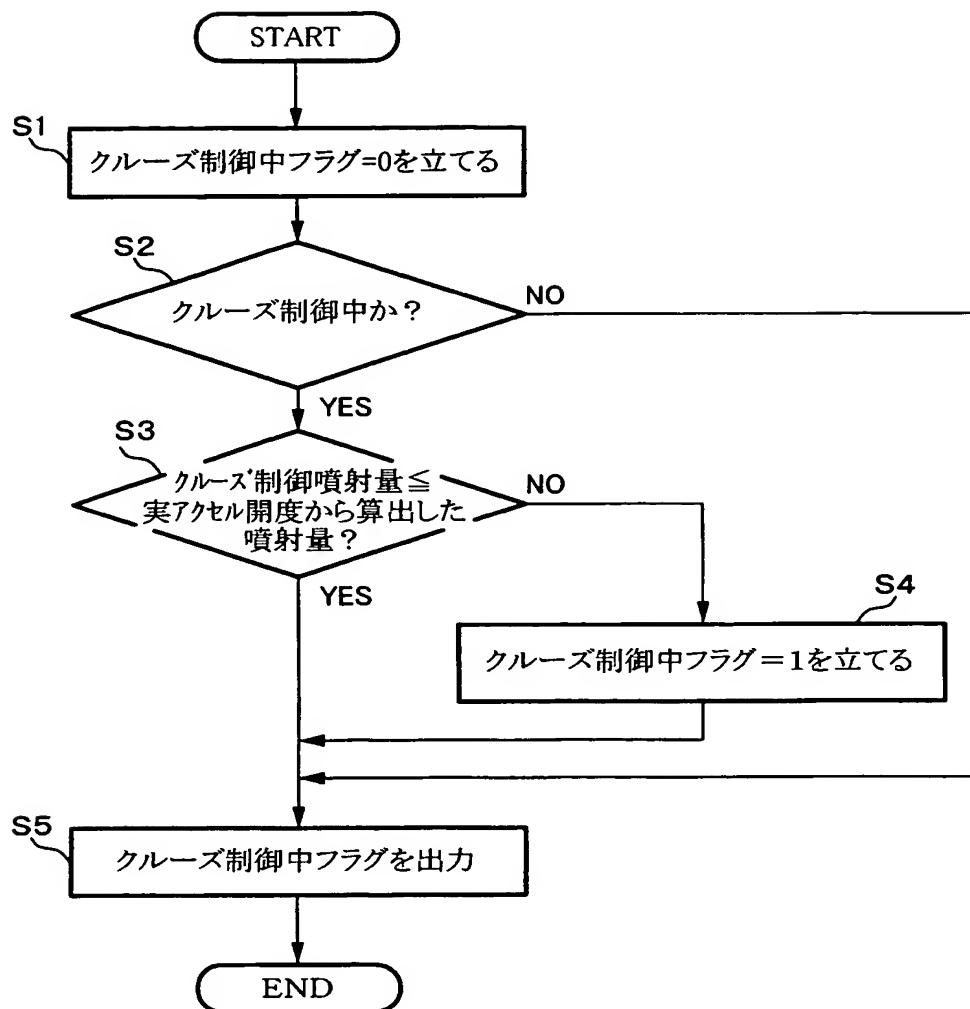 START
S1
クルーズ制御中フラグ=0を立てる
S2
クルーズ制御中か？
NO
YES
S3
クルーズ制御噴射量≦
実アクセル開度から算出した
噴射量？
NO
YES
S4
クルーズ制御中フラグ＝1を立てる
S5
クルーズ制御中フラグを出力
END